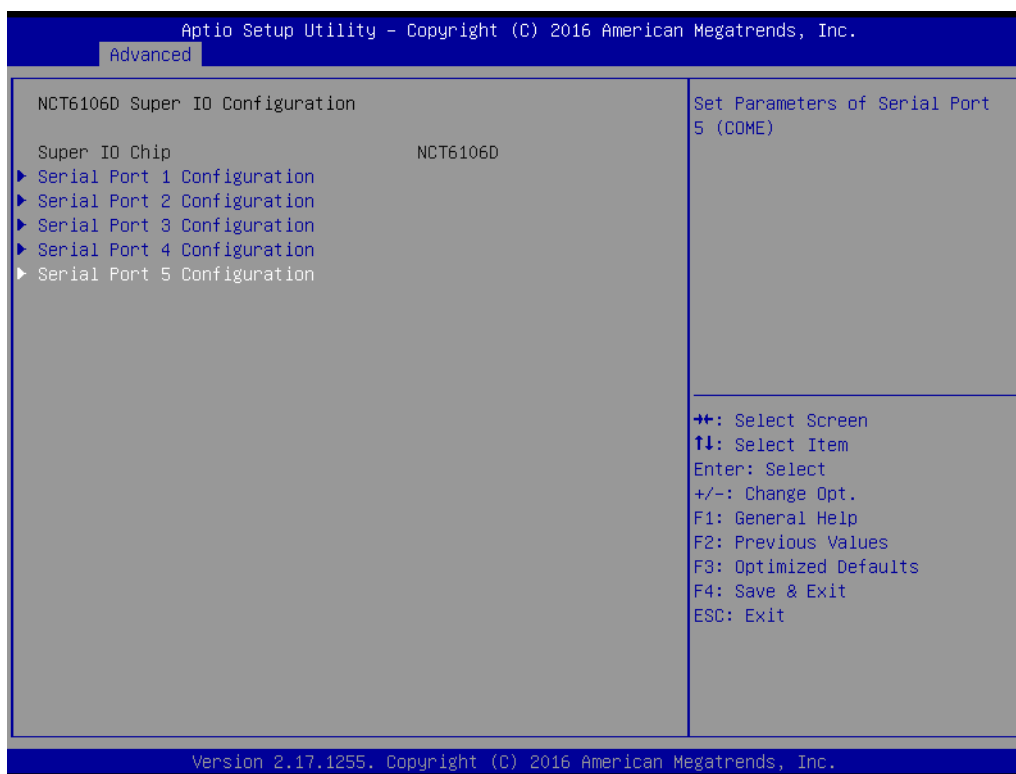 Aptio Setup Utility – Copyright (C) 2016 American Megatrends, Inc.
Advanced
NCT6106D Super IO Configuration
Super IO Chip NCT6106D
▶ Serial Port 1 Configuration
▶ Serial Port 2 Configuration
▶ Serial Port 3 Configuration
▶ Serial Port 4 Configuration
▶ Serial Port 5 Configuration
Set Parameters of Serial Port
5 (COME)
→←: Select Screen
↑↓: Select Item
Enter: Select
+/-: Change Opt.
F1: General Help
F2: Previous Values
F3: Optimized Defaults
F4: Save & Exit
ESC: Exit
Version 2.17.1255. Copyright (C) 2016 American Megatrends, Inc.